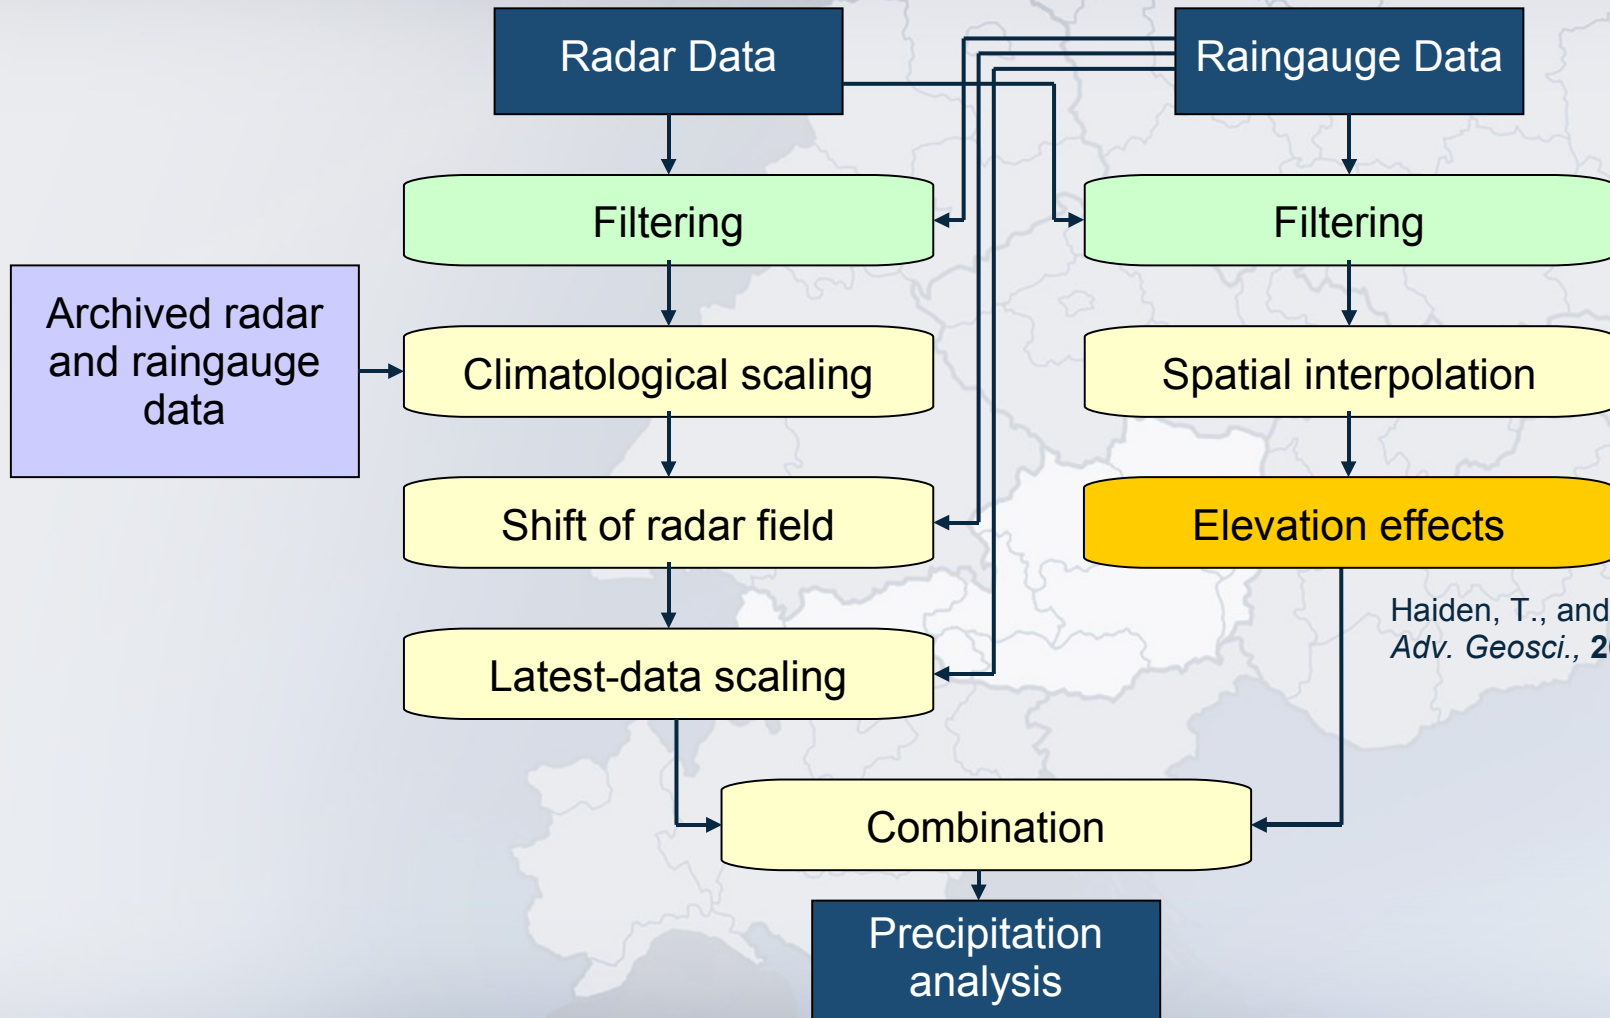 Radar Data
Raingauge Data
Filtering
Filtering
Archived radar
and raingauge
data
Climatological scaling
Spatial interpolation
Shift of radar field
Elevation effects
Haiden, T., and
Adv. Geosci.,
Latest-data scaling
Combination
Precipitation
analysis